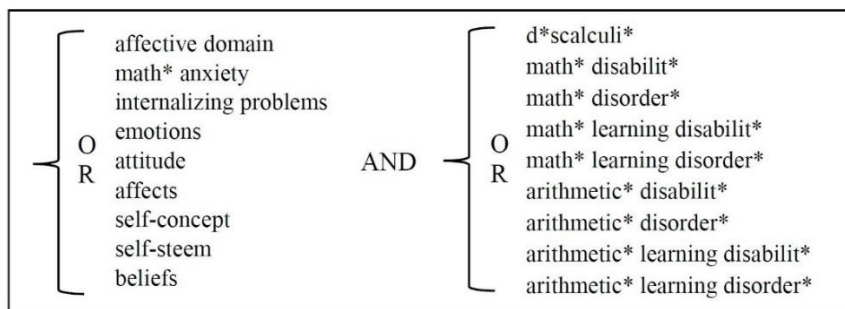 affective domain
math* anxiety
internalizing problems
emotions
attitude
affects
self-concept
self-steem
beliefs
O
R
AND
O
R
d*scalculi*
math* disabilit*
math* disorder*
math* learning disabilit*
math* learning disorder*
arithmetic* disabilit*
arithmetic* disorder*
arithmetic* learning disabilit*
arithmetic* learning disorder*